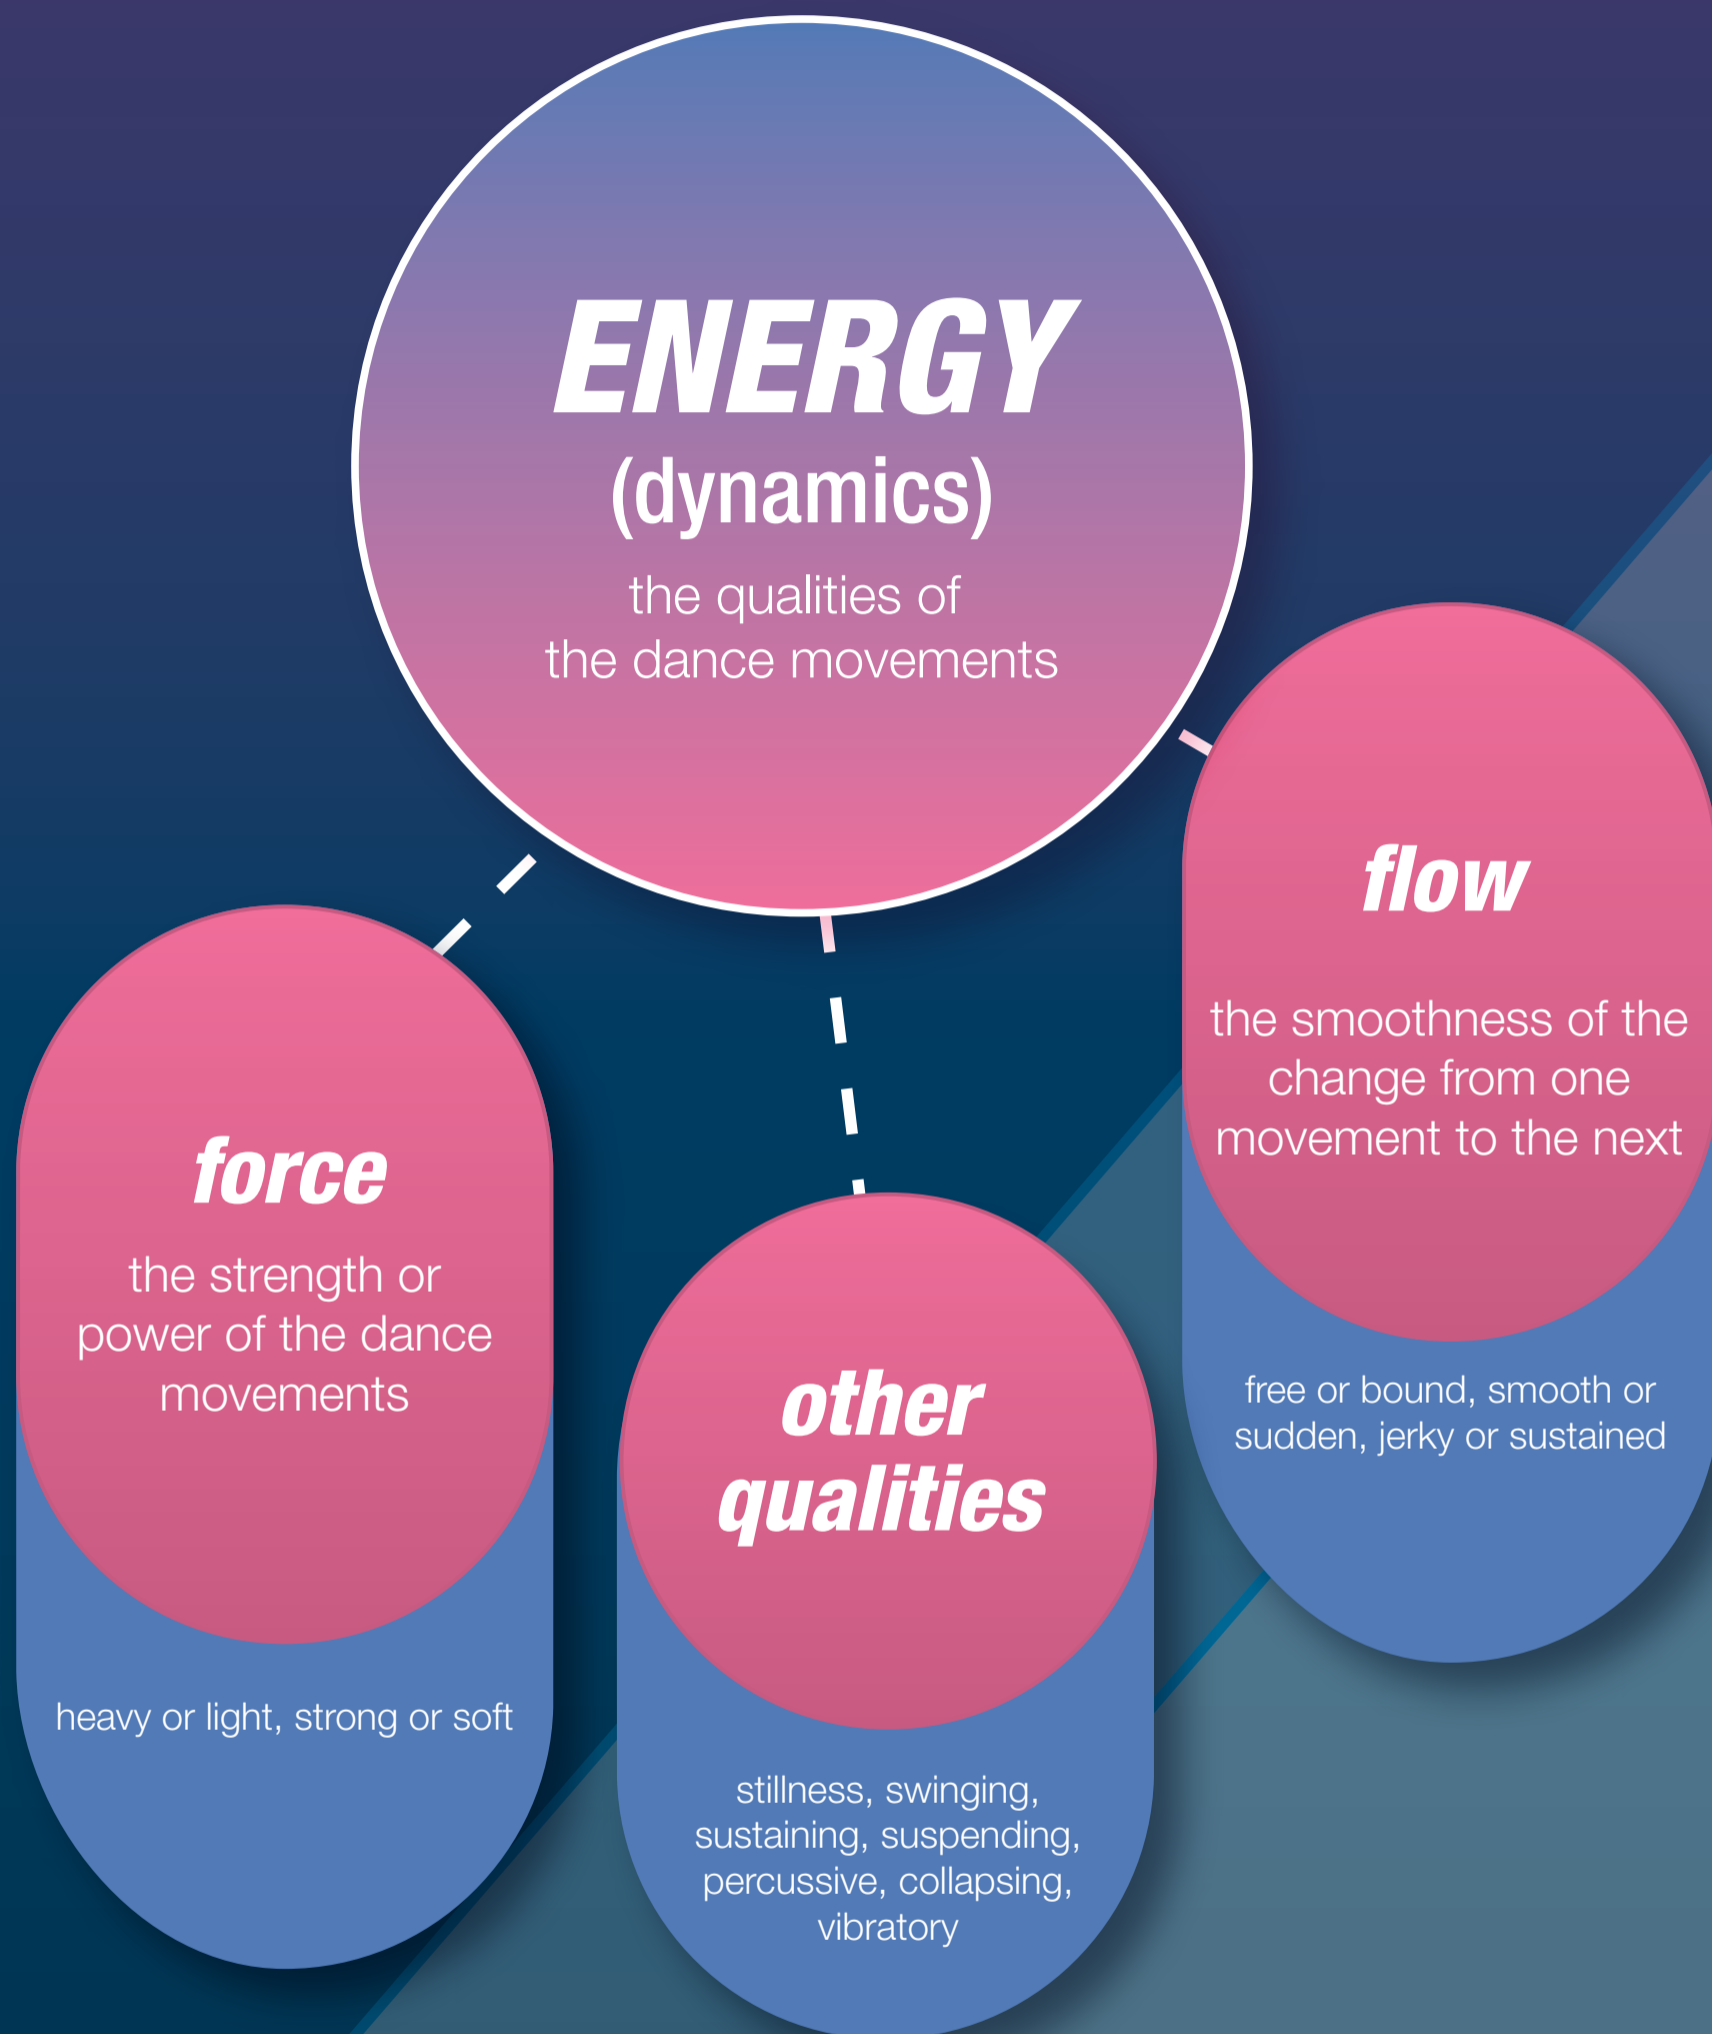 ENERGY
(dynamics)
the qualities of
the dance movements
force
the strength or
power of the dance
movements
heavy or light, strong or soft
other
qualities
stillness, swinging,
sustaining, suspending,
percussive, collapsing,
vibratory
flow
the smoothness of the
change from one
movement to the next
free or bound, smooth or
sudden, jerky or sustained